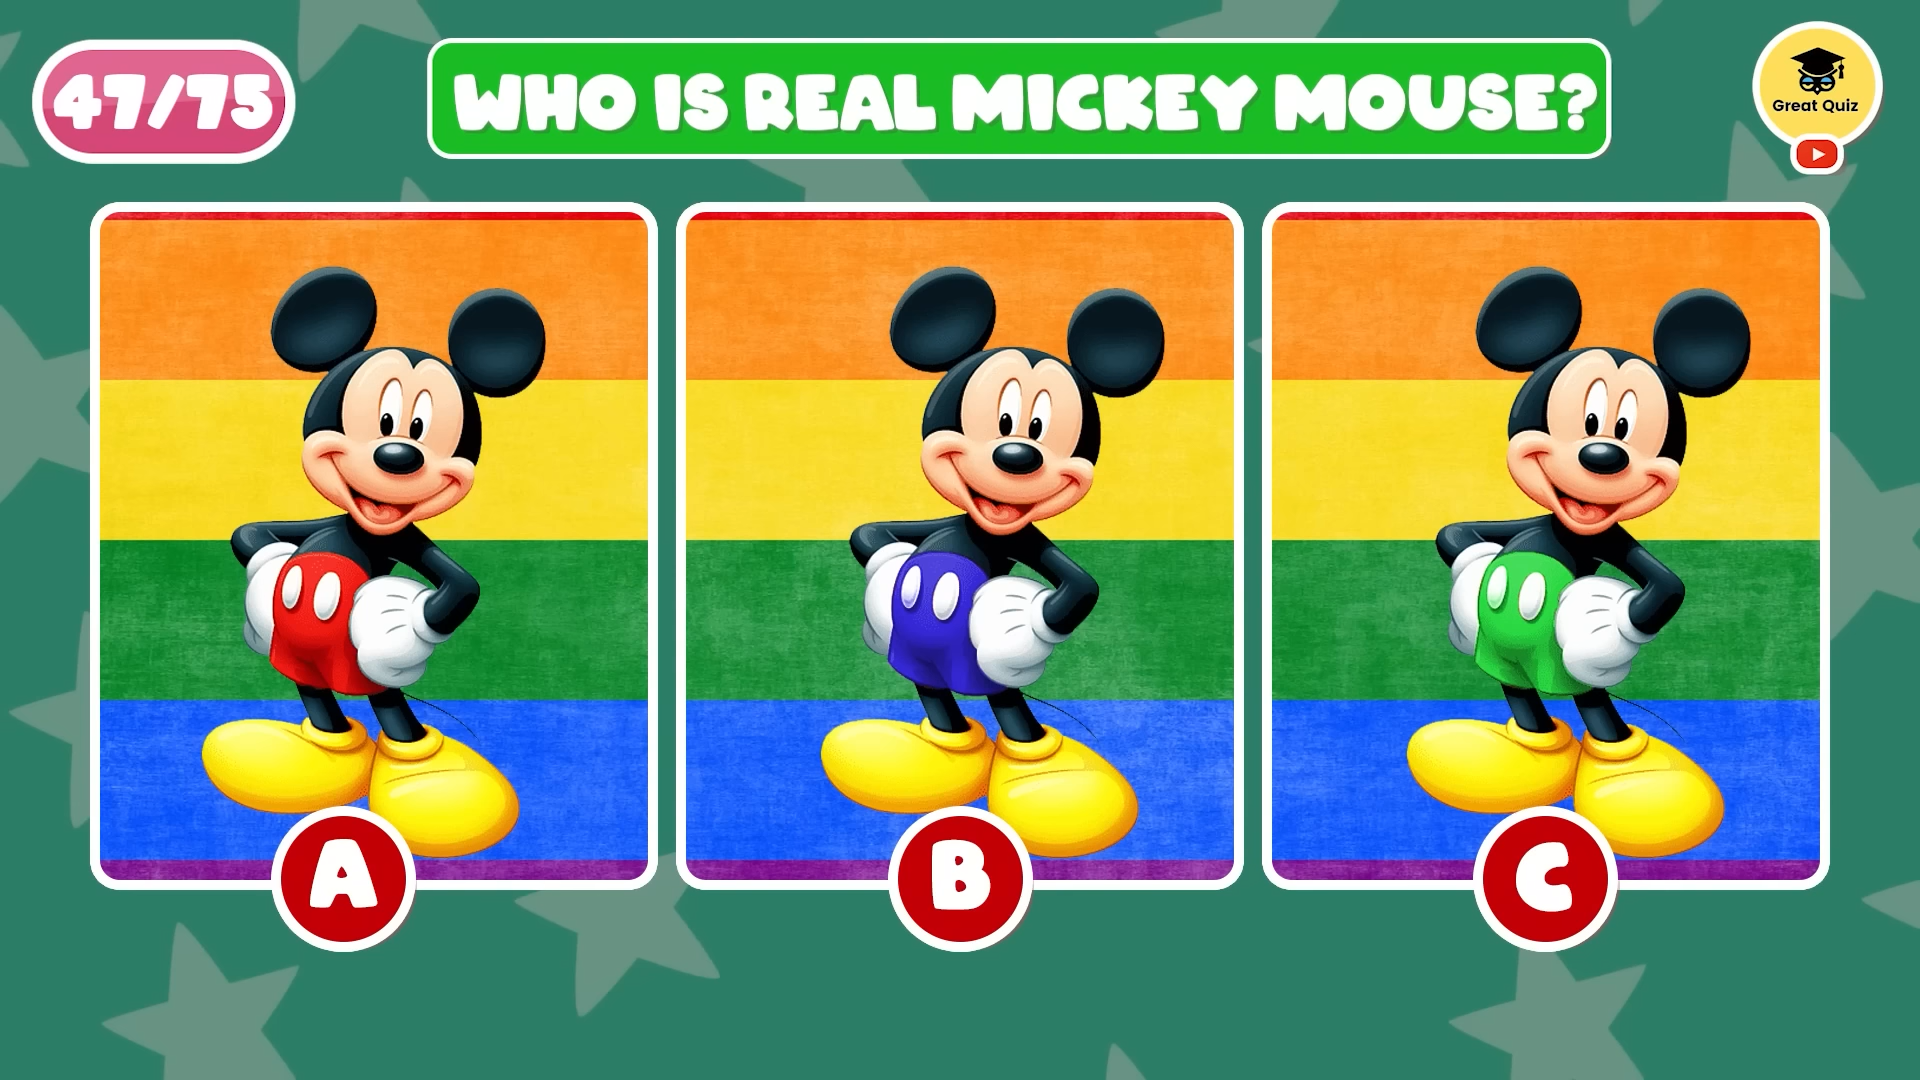 47/75
WHO IS REAL MICKEY MOUSE?
Great Quiz
A
B
C